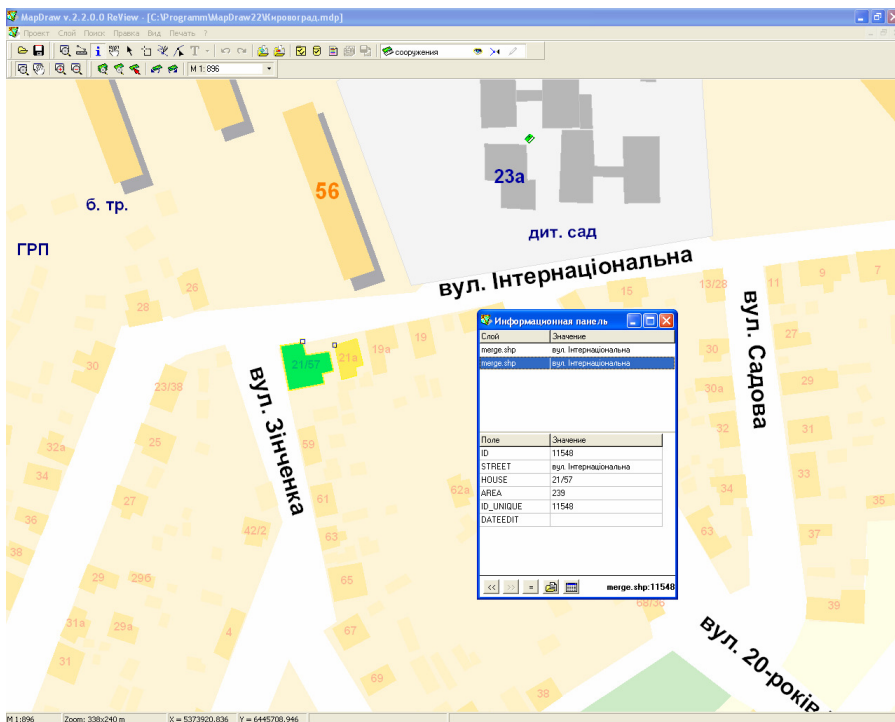 MapDraw v. 2.2.0.0 ReView - [C:\Programm\MapDraw22\Кировоград.mdp]
Проект Слой Поиск Правка Вид Печать ?
сооружения
M 1:896
56
23а
б. тр.
дит. сад
ГРП
вул. Інтернаціональна
26
28
30
15
13/28
11
9
7
19
19а
21а
21/57
23/38
вул. Зінченка
вул. Садова
27
30
29
30а
32а
25
59
32
31
34
27
61
62а
34
33
35
36
42/2
63
63
37
38
29
29б
65
68/36
39
31а
29а
4
67
31
69
38
вул. 20-років
Информационная панель
Слой Значение
merge.shp вул. Інтернаціональна
merge.shp вул. Інтернаціональна
Поле Значение
ID 11548
STREET вул. Інтернаціональна
HOUSE 21/57
AREA 239
ID_UNIQUE 11548
DATEEDIT
<< >> = merge.shp:11548
M 1:896 Zoom: 338x240 m X = 5373920.836 Y = 6445708.946